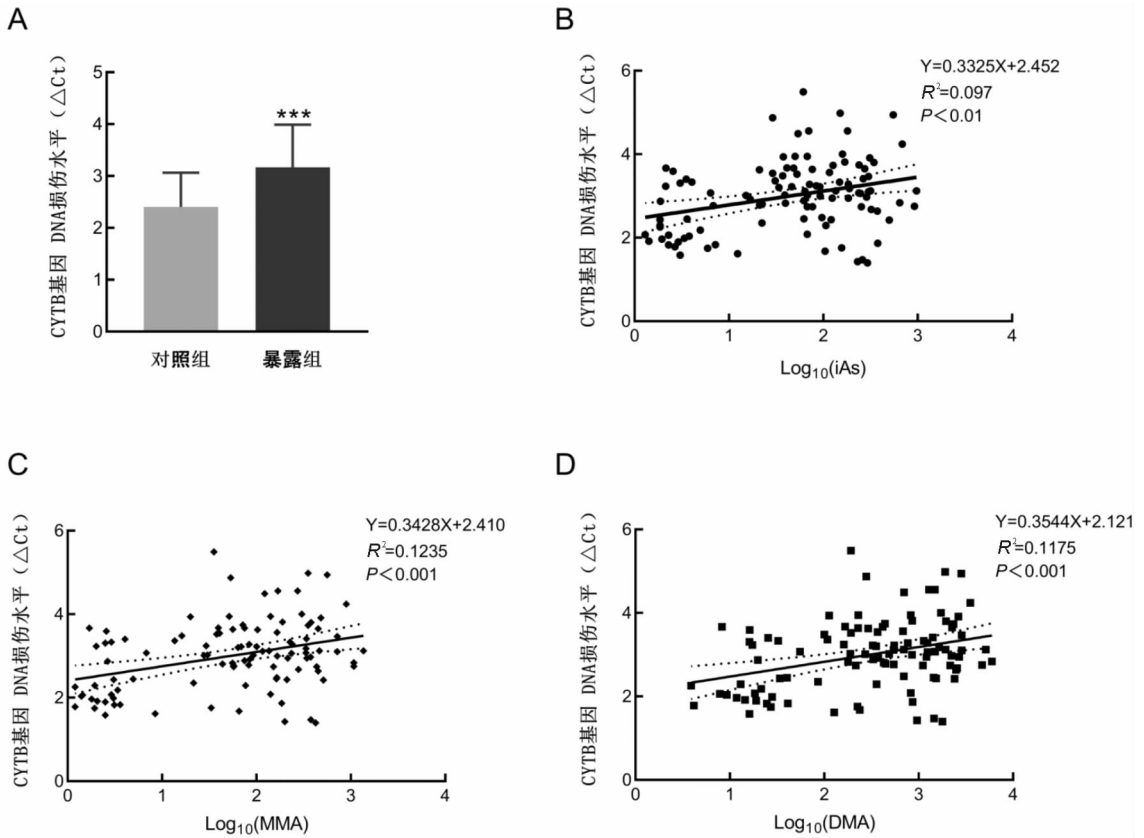 A
CYTB基因 DNA损伤水平（△Ct）
5
4
3
2
1
0
***
对照组
暴露组
B
CYTB基因 DNA损伤水平（△Ct）
6
4
2
0
0
1
2
3
4
Y=0.3325X+2.452
R²=0.097
P＜0.01
Log₁₀(iAs)
C
CYTB基因 DNA损伤水平（△Ct）
6
4
2
0
0
1
2
3
4
Y=0.3428X+2.410
R²=0.1235
P＜0.001
Log₁₀(MMA)
D
CYTB基因 DNA损伤水平（△Ct）
6
4
2
0
0
1
2
3
4
Y=0.3544X+2.121
R²=0.1175
P＜0.001
Log₁₀(DMA)